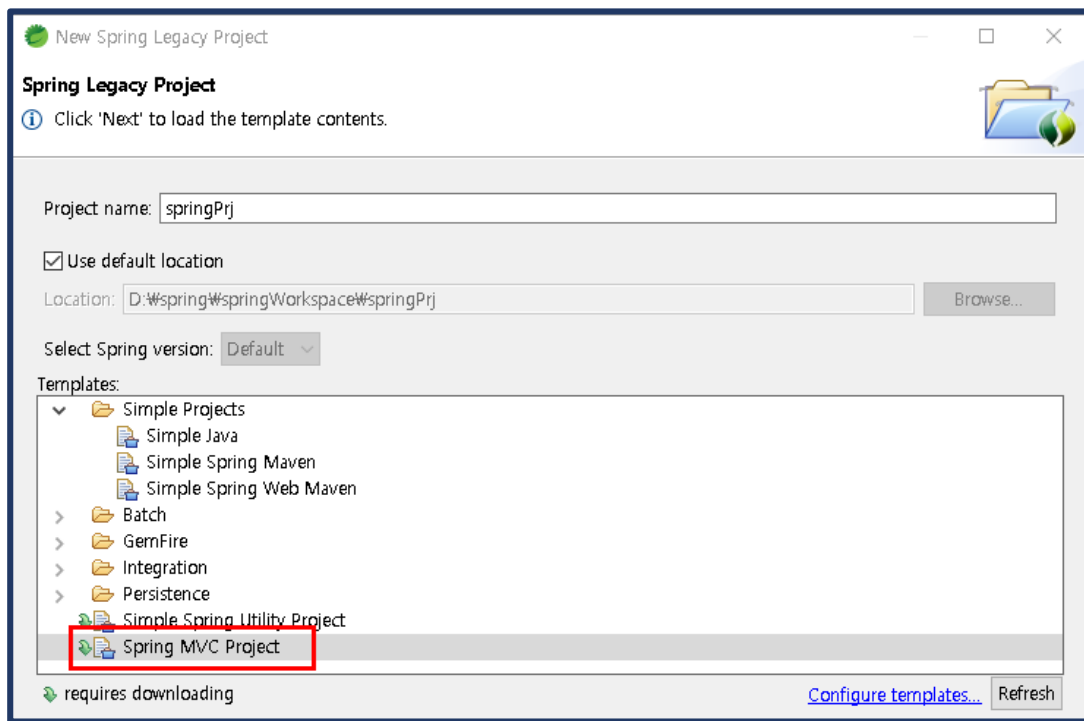 New Spring Legacy Project
Spring Legacy Project
Click 'Next' to load the template contents.
Project name: springPrj
Use default location
Location: D:₩spring₩springWorkspace₩springPrj Browse...
Select Spring version: Default
Templates:
Simple Projects
Simple Java
Simple Spring Maven
Simple Spring Web Maven
Batch
GemFire
Integration
Persistence
Simple Spring Utility Project
Spring MVC Project
requires downloading Configure templates... Refresh